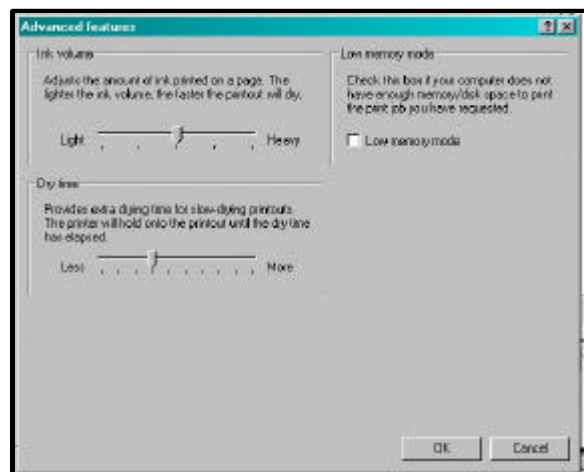 Advanced features
Ink volume
Adjusts the amount of ink printed on a page. The
lighter the ink volume, the faster the printout will dry.
Light
Heavy
Dry time
Provides extra drying time for slow-drying printouts.
The printer will hold onto the printout until the dry time
has elapsed.
Less
More
Low memory mode
Check this box if your computer does not
have enough memory/disk space to print
the print job you have requested.
Low memory mode
OK
Cancel